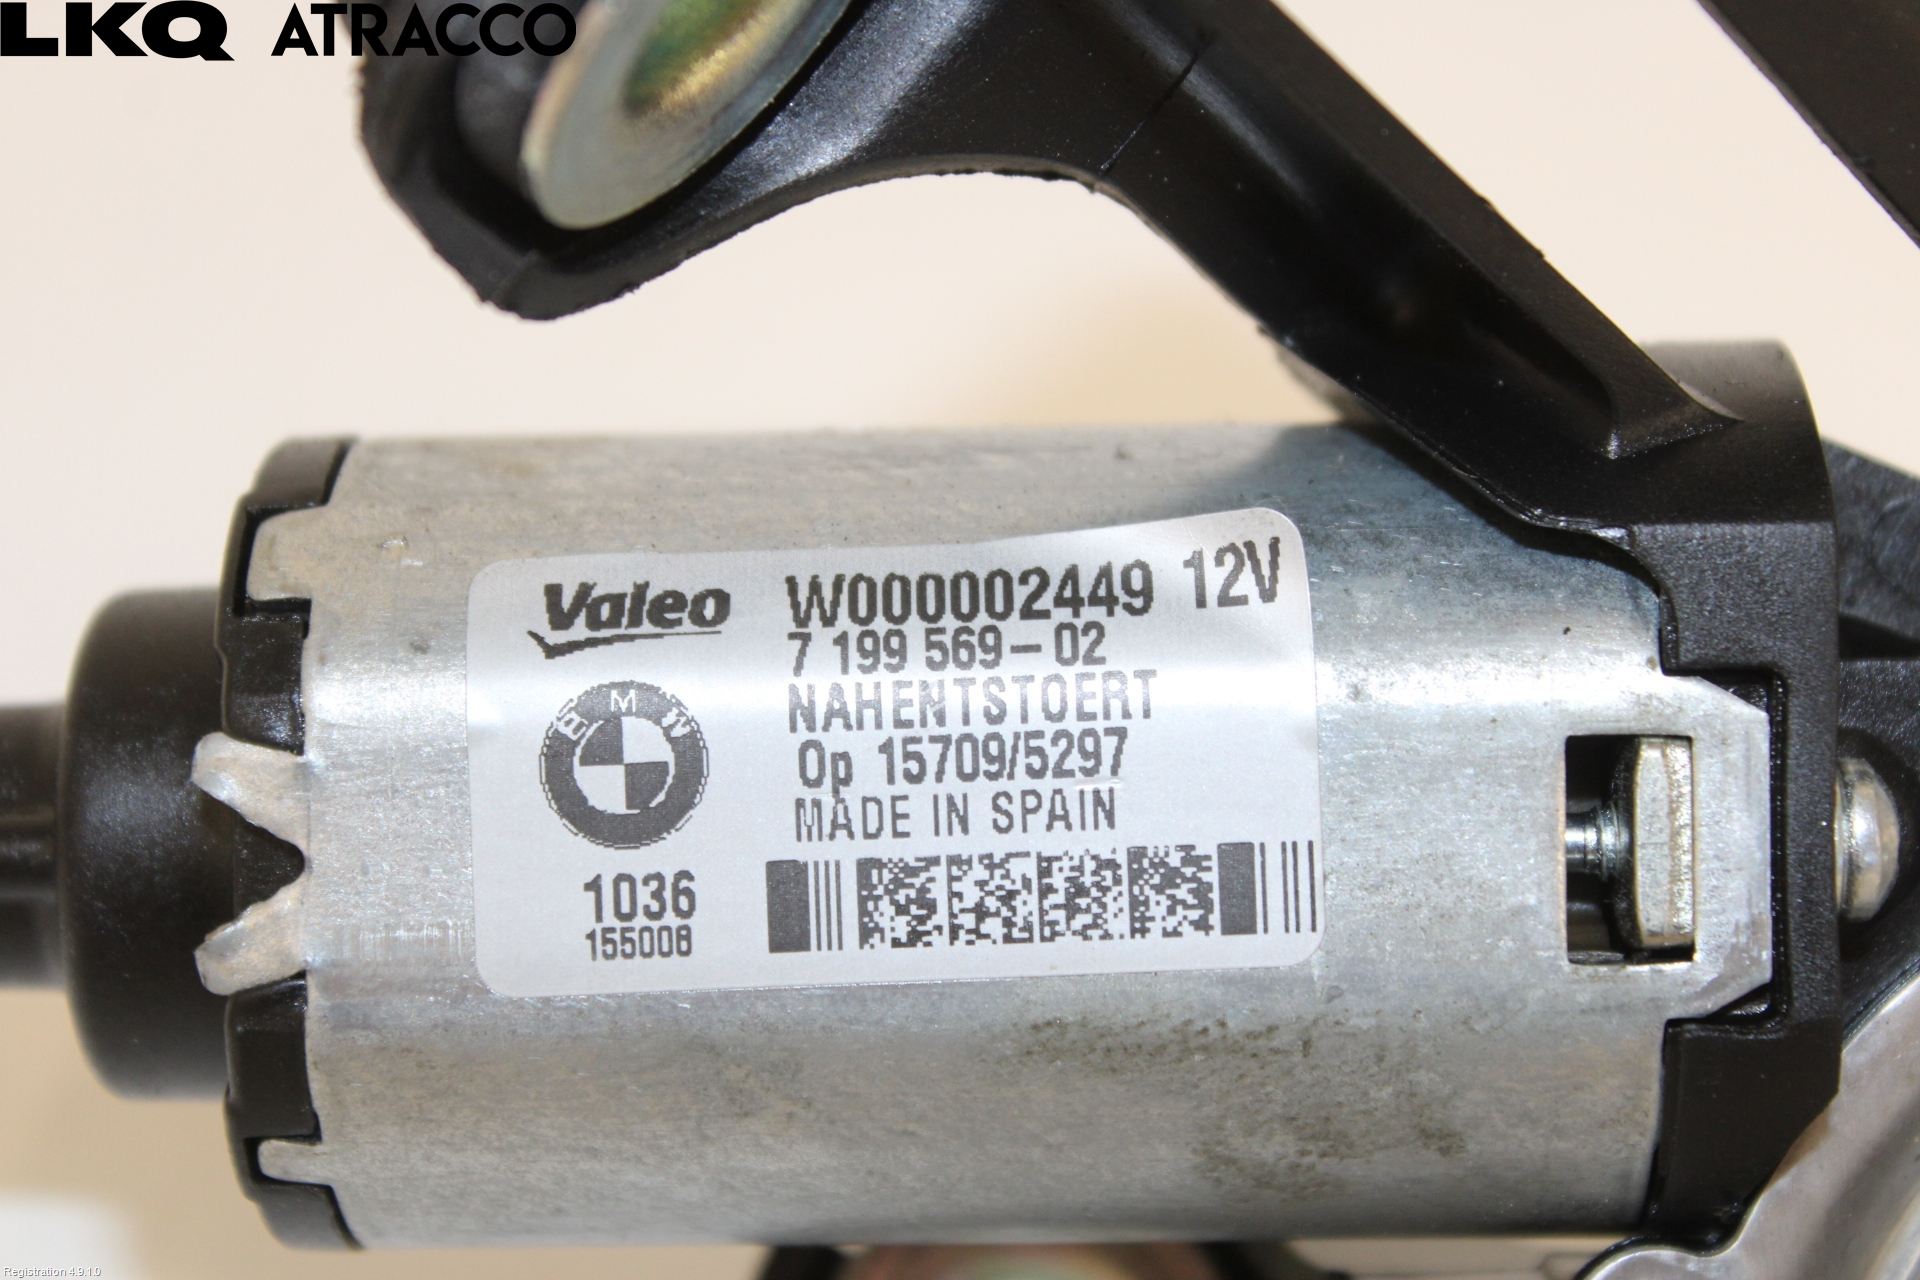 LKQ ATRACCO
Valeo W000002449 12V
7 199 569-02
NAHENTSTOERT
BMW
Op 15709/5297
MADE IN SPAIN
1036
155008
Registration 4.9.1.0